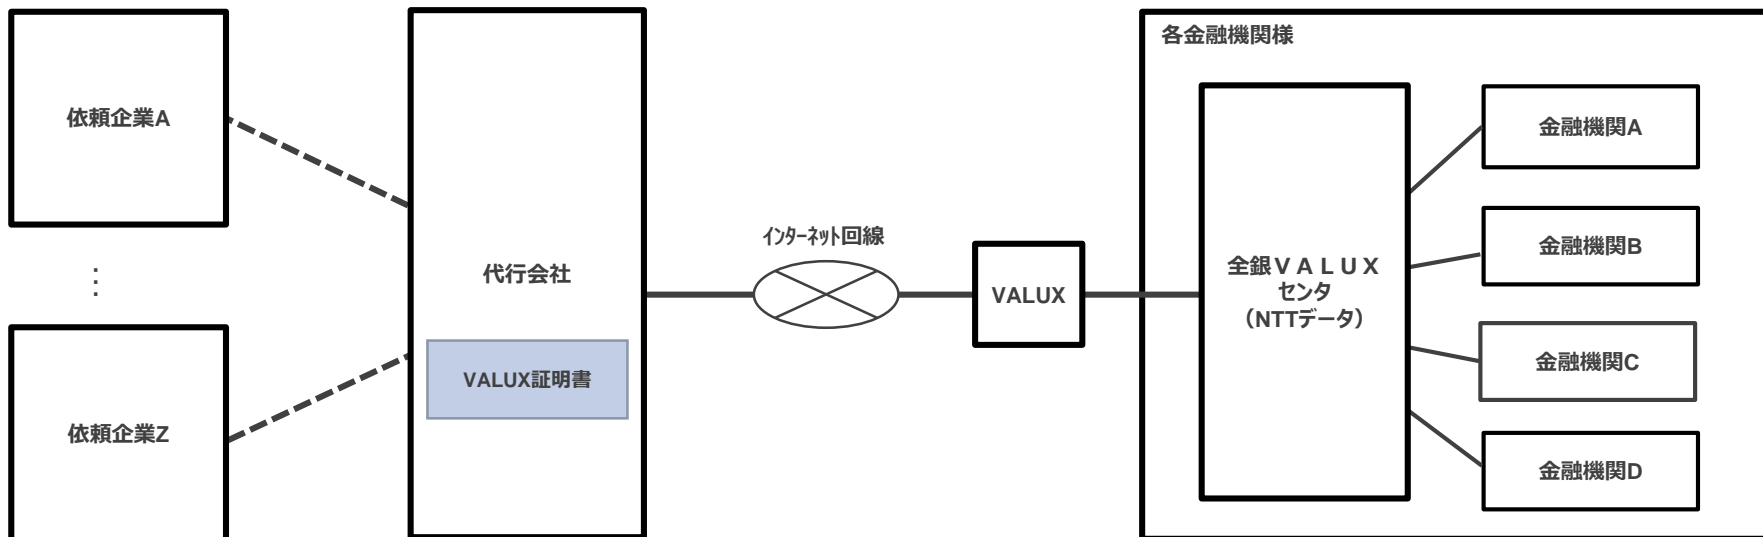 依頼企業A
⋮
依頼企業Z
代行会社
VALUX証明書
インターネット回線
VALUX
各金融機関様
全銀ＶＡＬＵＸ
センタ
（NTTデータ）
金融機関A
金融機関B
金融機関C
金融機関D